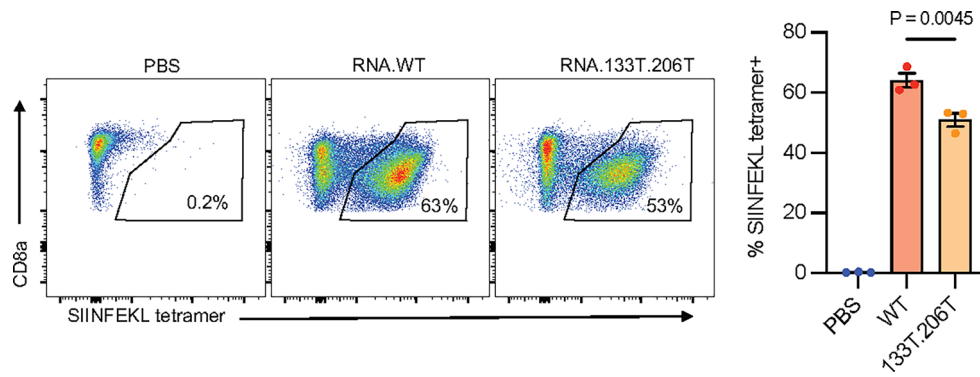 PBS
RNA.WT
RNA.133T.206T
0.2%
63%
53%
CD8a
SIINFEKL tetramer
P = 0.0045
% SIINFEKL tetramer+
80
60
40
20
0
PBS
WT
133T.206T